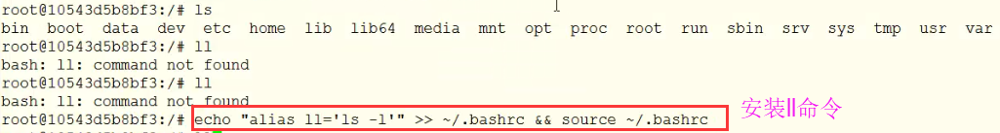 root@10543d5b8bf3:/# ls
bin boot data dev etc home lib lib64 media mnt opt proc root run sbin srv sys tmp usr var
root@10543d5b8bf3:/# ll
bash: ll: command not found
root@10543d5b8bf3:/# ll
bash: ll: command not found
root@10543d5b8bf3:/# echo "alias ll='ls -l'" >> ~/.bashrc && source ~/.bashrc 安装ll命令